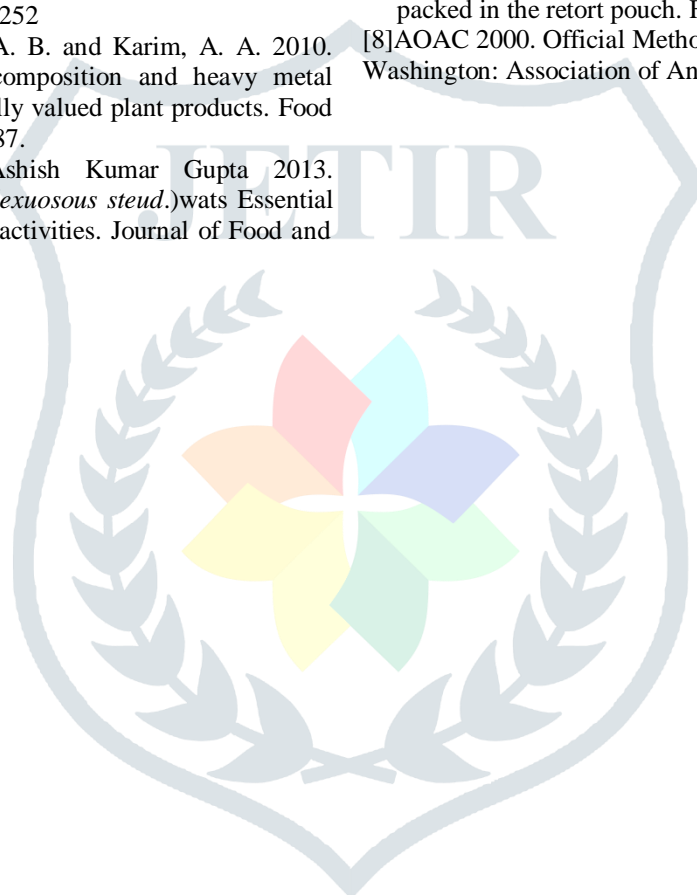 252
A. B. and Karim, A. A. 2010.
composition and heavy metal
lly valued plant products. Food
87.
Ashish Kumar Gupta 2013.
exuosous steud.)wats Essential
activities. Journal of Food and
packed in the retort pouch.
[8]AOAC 2000. Official Metho
Washington: Association of An
JETIR